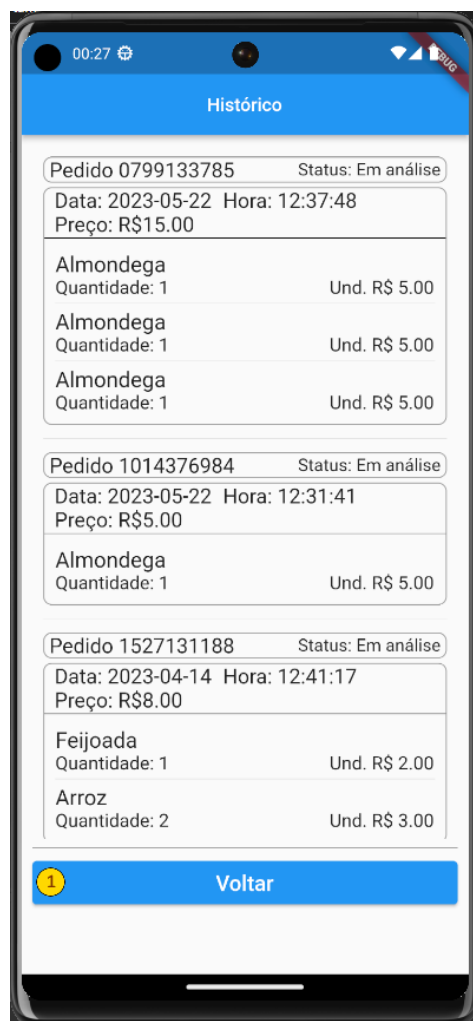 00:27
BUG
Histórico
Pedido 0799133785 Status: Em análise
Data: 2023-05-22 Hora: 12:37:48
Preço: R$15.00
Almondega
Quantidade: 1 Und. R$ 5.00
Almondega
Quantidade: 1 Und. R$ 5.00
Almondega
Quantidade: 1 Und. R$ 5.00
Pedido 1014376984 Status: Em análise
Data: 2023-05-22 Hora: 12:31:41
Preço: R$5.00
Almondega
Quantidade: 1 Und. R$ 5.00
Pedido 1527131188 Status: Em análise
Data: 2023-04-14 Hora: 12:41:17
Preço: R$8.00
Feijoada
Quantidade: 1 Und. R$ 2.00
Arroz
Quantidade: 2 Und. R$ 3.00
1 Voltar